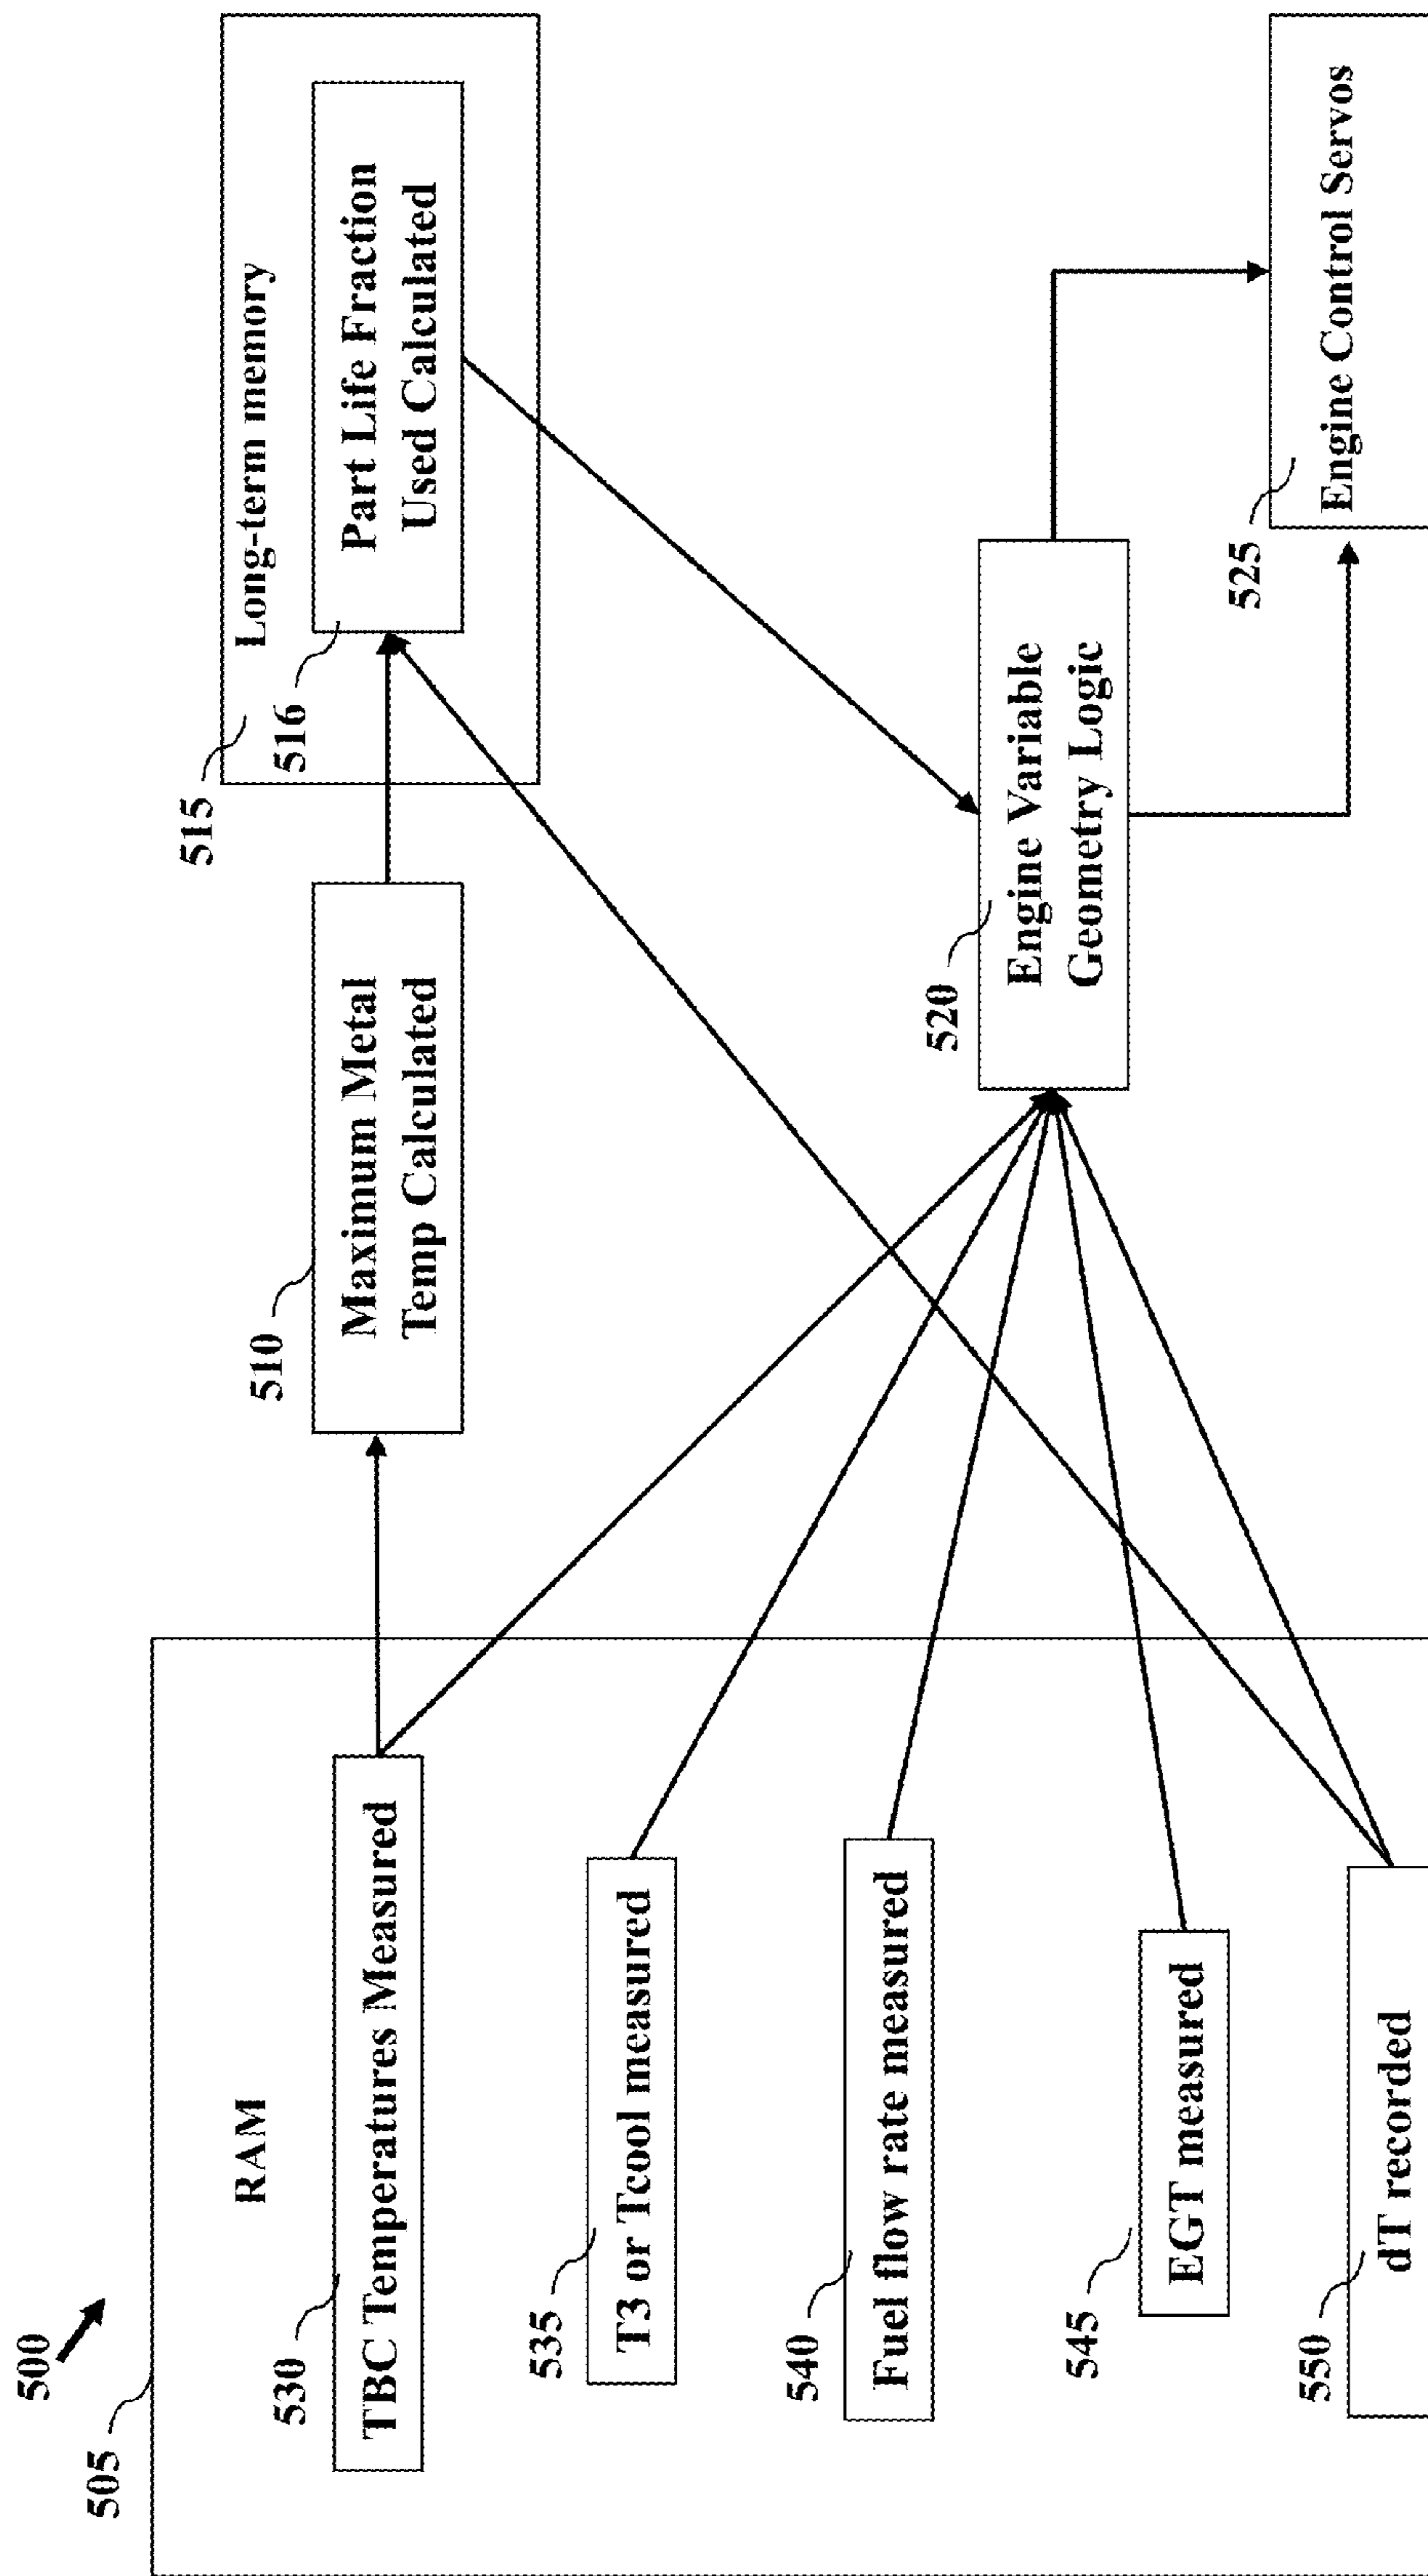 500
505
RAM
530
TBC Temperatures Measured
535
T3 or Tcool measured
540
Fuel flow rate measured
545
EGT measured
550
dT recorded
510
Maximum Metal
Temp Calculated
515
Long-term memory
516
Part Life Fraction
Used Calculated
520
Engine Variable
Geometry Logic
525
Engine Control Servos